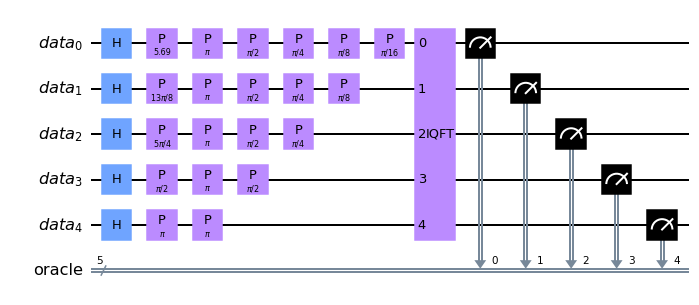 data0 H P 5.69 P π P π/2 P π/4 P π/8 P π/16 0
data1 H P 13π/8 P π P π/2 P π/4 P π/8 1
data2 H P 5π/4 P π P π/2 P π/4 2 IQFT
data3 H P π/2 P π P π/2 3
data4 H P π P π 4
oracle 5 0 1 2 3 4